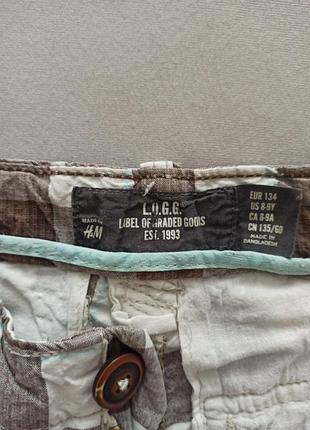 MADE IN
H&M
L.O.G.G.
LABEL OF GRADED GOODS
EST. 1993
EUR 134
US 8-9Y
CA 8-9A
CN 135/60
MADE IN
BANGLADESH